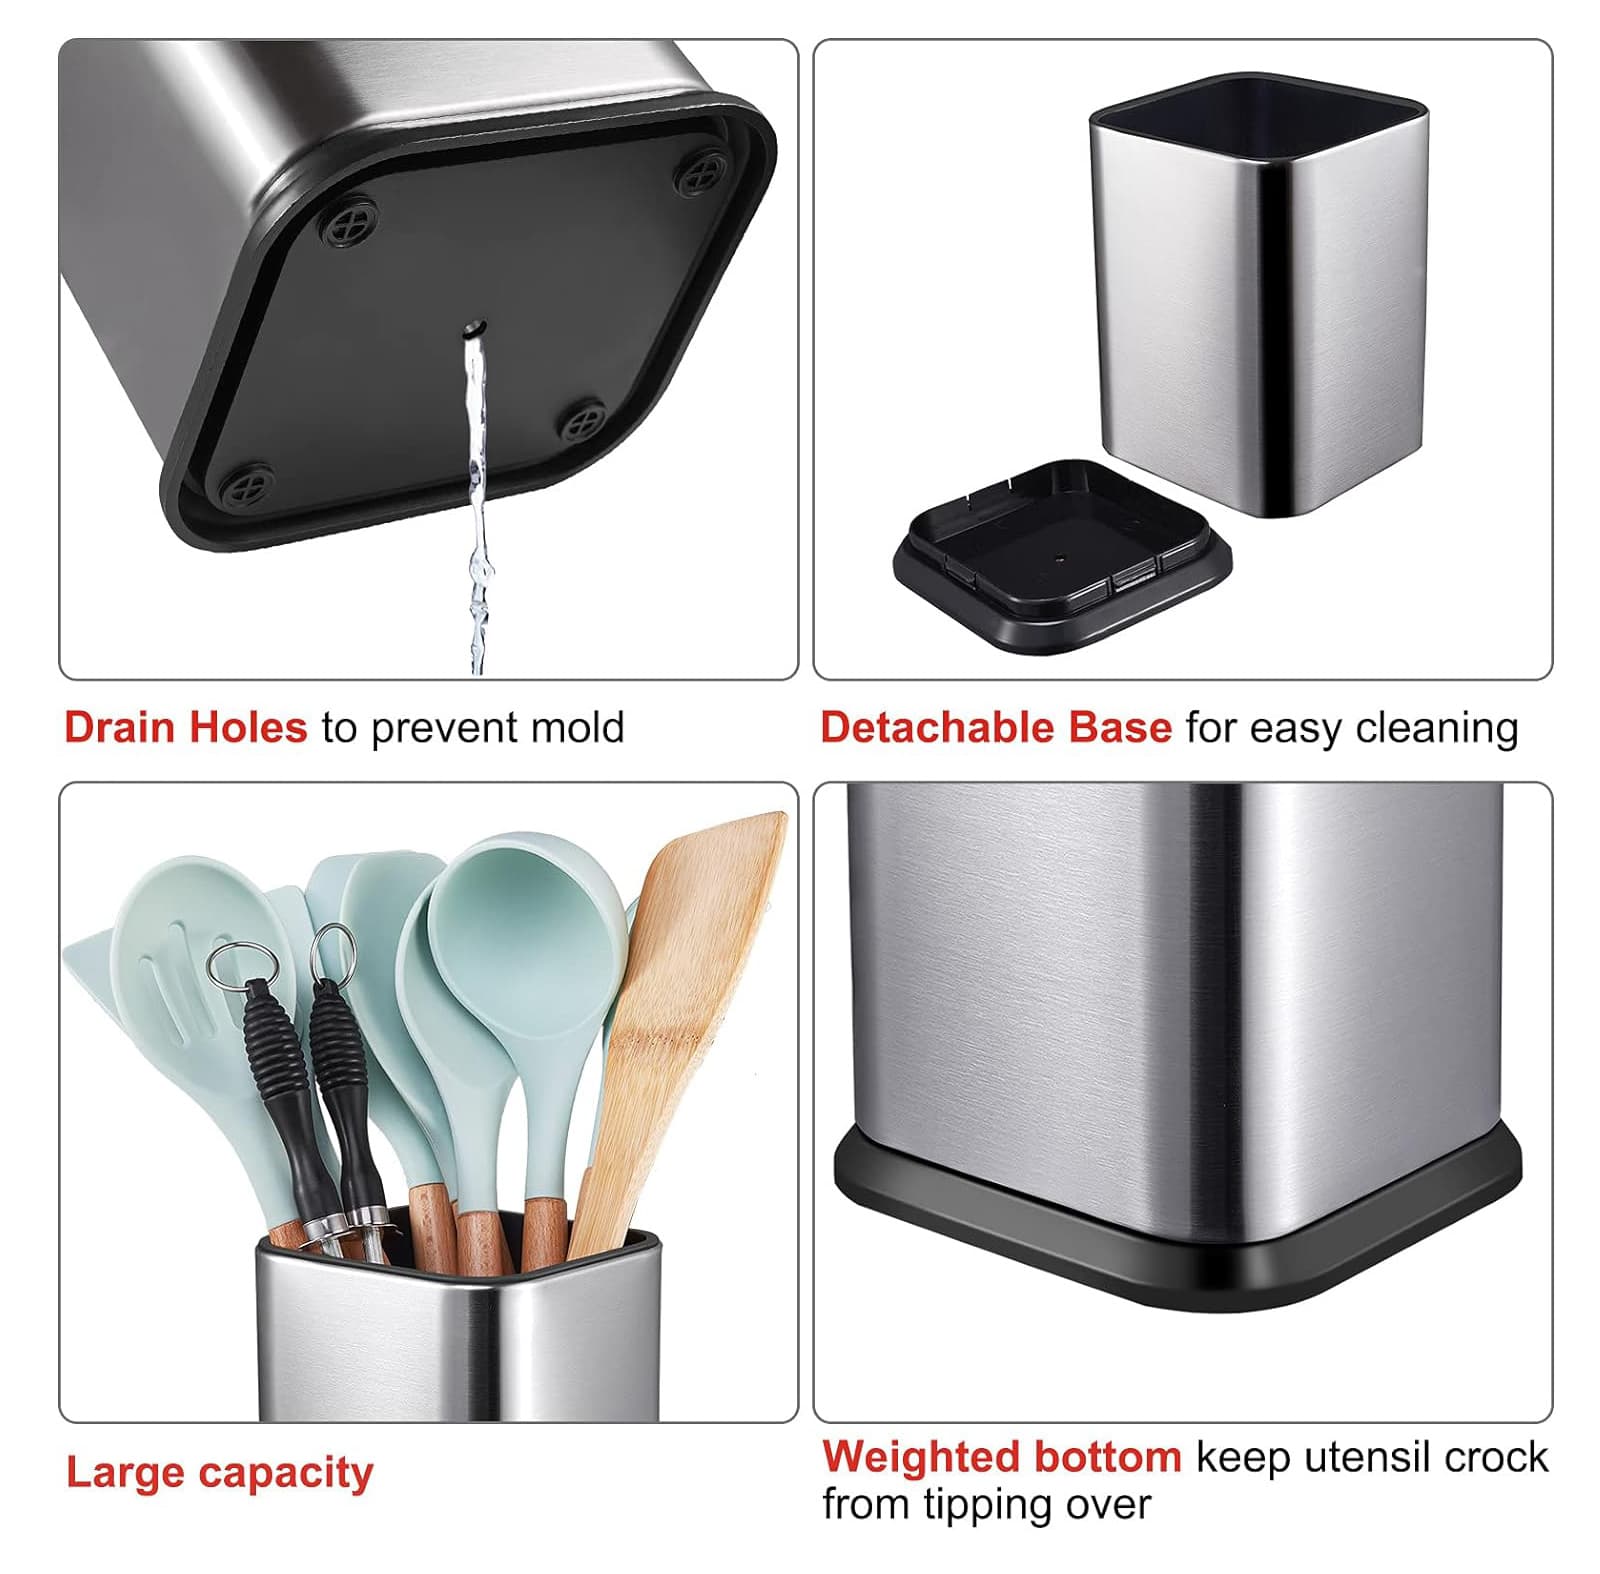 Drain Holes to prevent mold
Detachable Base for easy cleaning
Large capacity
Weighted bottom keep utensil crock
from tipping over